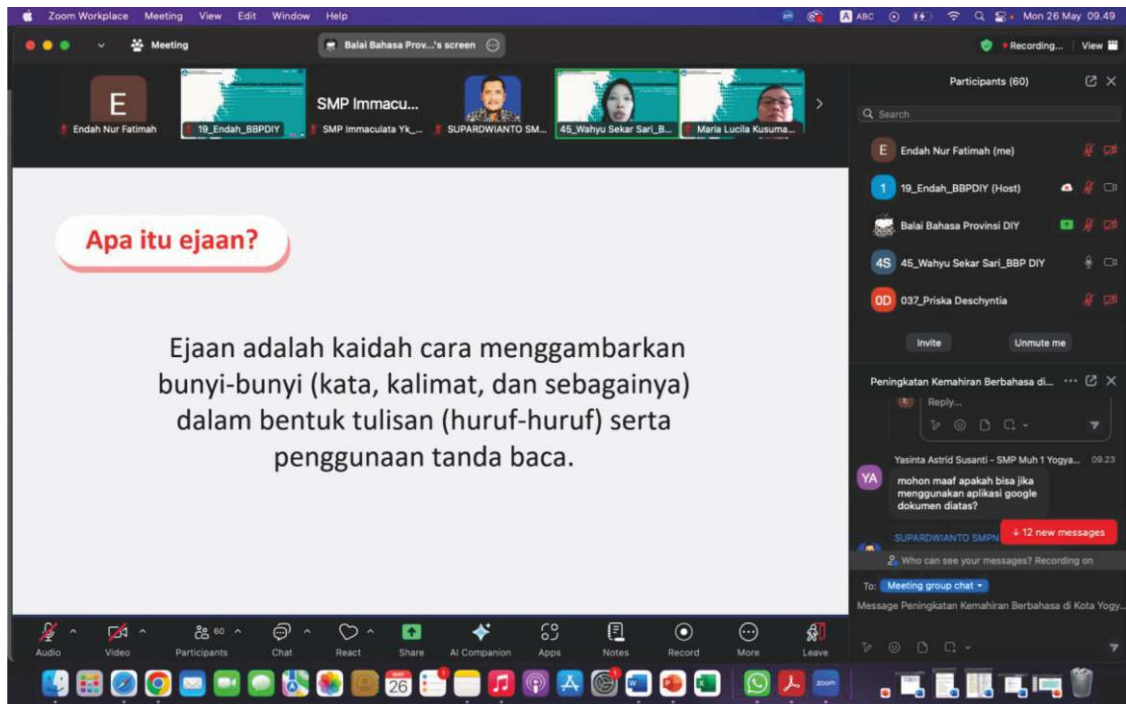 Zoom Workplace Meeting View Edit Window Help
ABC Mon 26 May 09.49
Meeting
Balai Bahasa Prov...'s screen
Recording... View
E
Endah Nur Fatimah
19_Endah_BBPDIY
SMP Immacu...
SMP Immaculata Yk_...
SUPARDWIANTO SM...
45_Wahyu Sekar Sari_B...
Maria Lucila Kusuma...
Apa itu ejaan?
Ejaan adalah kaidah cara menggambarkan
bunyi-bunyi (kata, kalimat, dan sebagainya)
dalam bentuk tulisan (huruf-huruf) serta
penggunaan tanda baca.
Participants (60)
Search
E Endah Nur Fatimah (me)
1 19_Endah_BBPDIY (Host)
Balai Bahasa Provinsi DIY
4S 45_Wahyu Sekar Sari_BBP DIY
0D 037_Priska Deschyntia
Invite Unmute me
Peningkatan Kemahiran Berbahasa di...
E Reply...
Yasinta Astrid Susanti - SMP Muh 1 Yogya... 09.23
YA
mohon maaf apakah bisa jika
menggunakan aplikasi google
dokumen diatas?
SUPARDWIANTO SMPN
12 new messages
Who can see your messages? Recording on
To: Meeting group chat
Message Peningkatan Kemahiran Berbahasa di Kota Yogy...
60
Audio Video Participants Chat React Share AI Companion Apps Notes Record More Leave
26
zoom